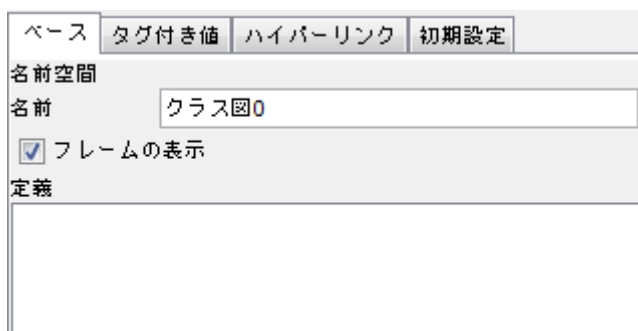 ベース タグ付き値 ハイパーリンク 初期設定
名前空間
名前 クラス図0
フレームの表示
定義